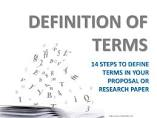 DEFINITION OF
TERMS
14 STEPS TO DEFINE
TERMS IN YOUR
PROPOSAL OR
RESEARCH PAPER